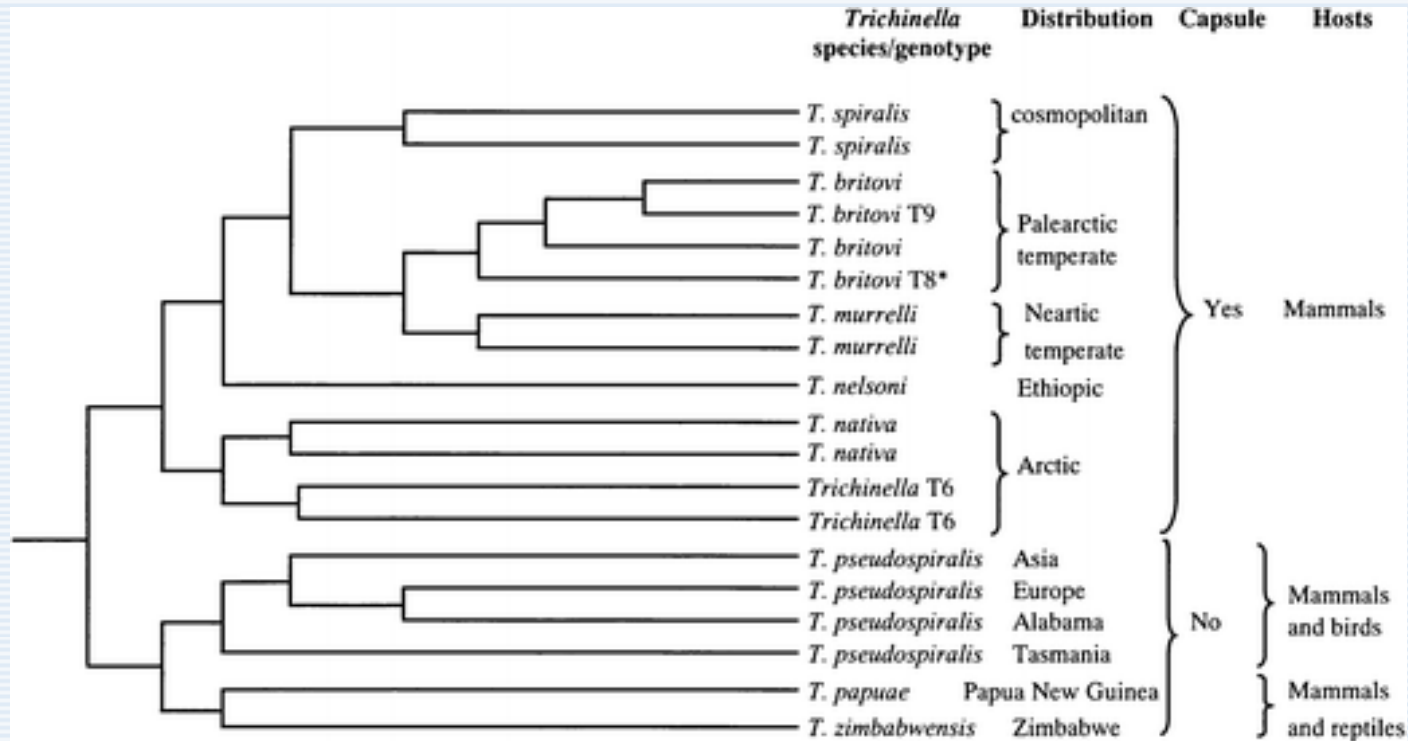 Trichinella Distribution Capsule Hosts
species/genotype
T. spiralis cosmopolitan
T. spiralis
T. britovi
T. britovi T9 Palearctic
T. britovi temperate
T. britovi T8*
T. murrelli Neartic Yes Mammals
T. murrelli temperate
T. nelsoni Ethiopic
T. nativa
T. nativa Arctic
Trichinella T6
Trichinella T6
T. pseudospiralis Asia
T. pseudospiralis Europe Mammals
T. pseudospiralis Alabama No and birds
T. pseudospiralis Tasmania
T. papuae Papua New Guinea Mammals
T. zimbabwensis Zimbabwe and reptiles